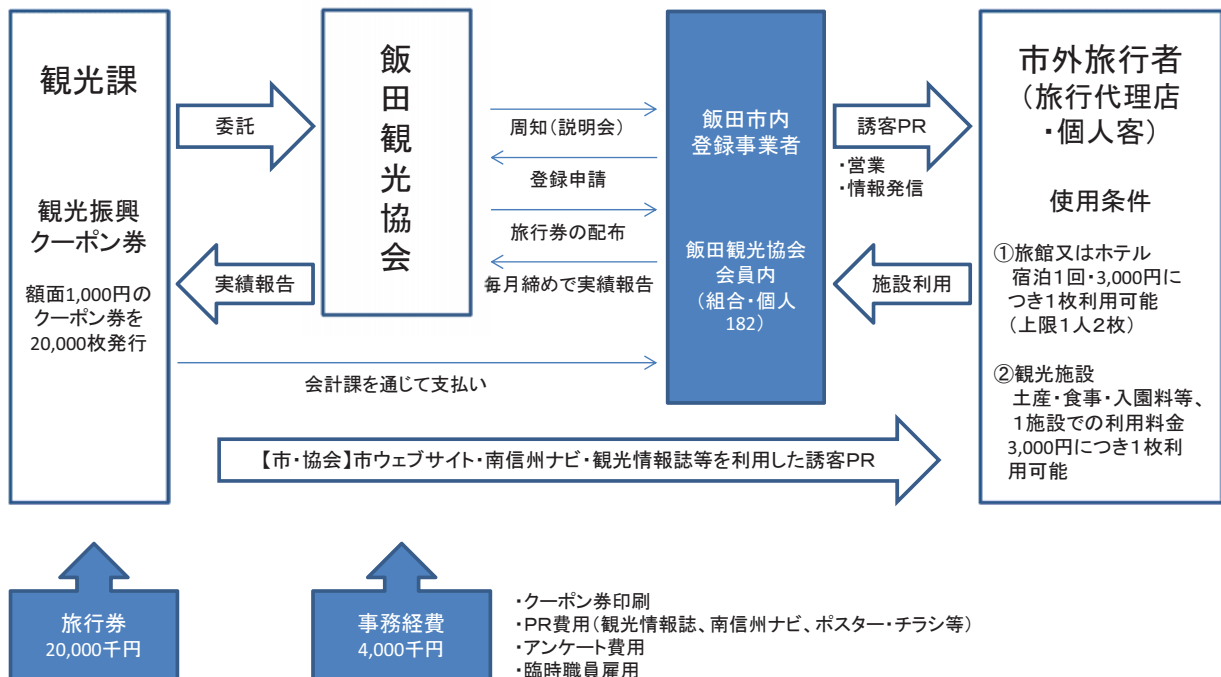 観光課
観光振興
クーポン券
額面1,000円の
クーポン券を
20,000枚発行
委託
実績報告
飯田観光協会
周知(説明会)
登録申請
旅行券の配布
毎月締めで実績報告
会計課を通じて支払い
飯田市内
登録事業者
飯田観光協会
会員内
(組合・個人
182)
誘客PR
・営業
・情報発信
施設利用
市外旅行者
(旅行代理店
・個人客)
使用条件
①旅館又はホテル
宿泊1回・3,000円に
つき1枚利用可能
(上限1人2枚)
②観光施設
土産・食事・入園料等、
1施設での利用料金
3,000円につき1枚利
用可能
【市・協会】市ウェブサイト・南信州ナビ・観光情報誌等を利用した誘客PR
旅行券
20,000千円
事務経費
4,000千円
・クーポン券印刷
・PR費用(観光情報誌、南信州ナビ、ポスター・チラシ等)
・アンケート費用
・臨時職員雇用